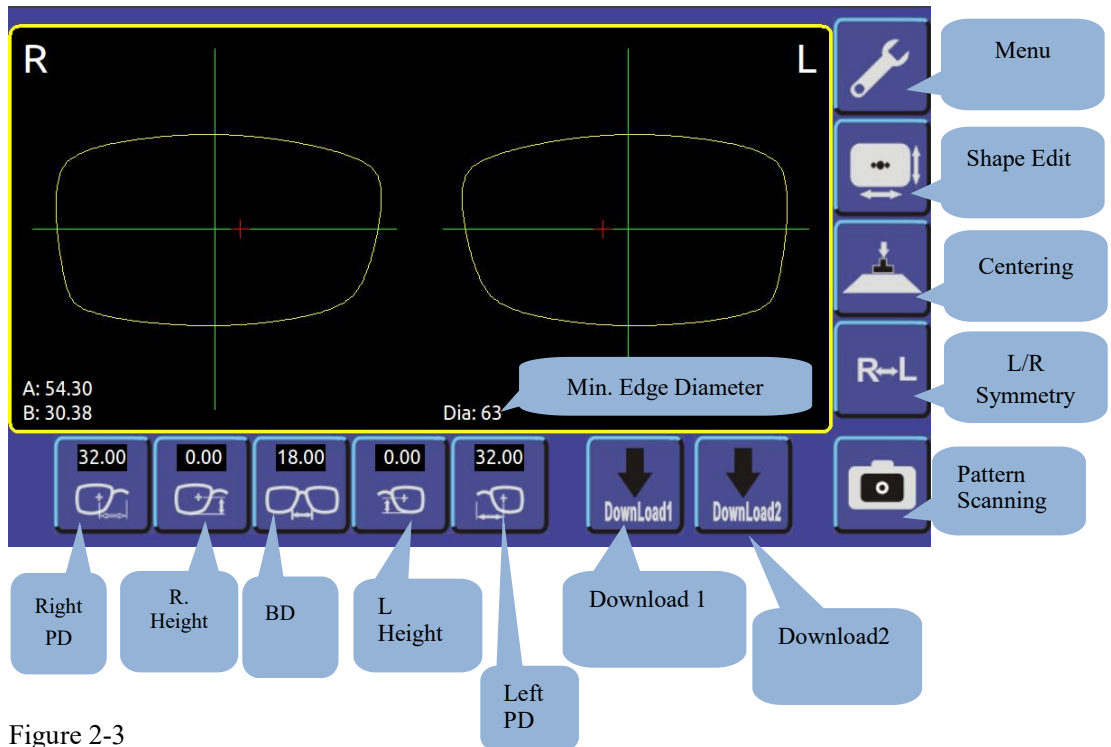 R
L
A: 54.30
B: 30.38
Dia: 63
Min. Edge Diameter
Menu
Shape Edit
Centering
R↔L
L/R
Symmetry
Pattern
Scanning
32.00
0.00
18.00
0.00
32.00
DownLoad1
DownLoad2
Right
PD
R.
Height
BD
L
Height
Left
PD
Download 1
Download2
Figure 2-3